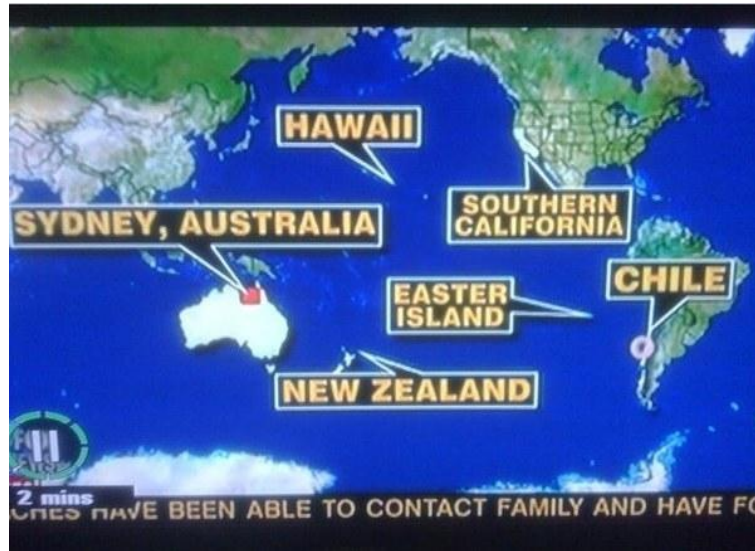 HAWAII
SOUTHERN
CALIFORNIA
SYDNEY, AUSTRALIA
CHILE
EASTER
ISLAND
NEW ZEALAND
2 mins
HAVE BEEN ABLE TO CONTACT FAMILY AND HAVE